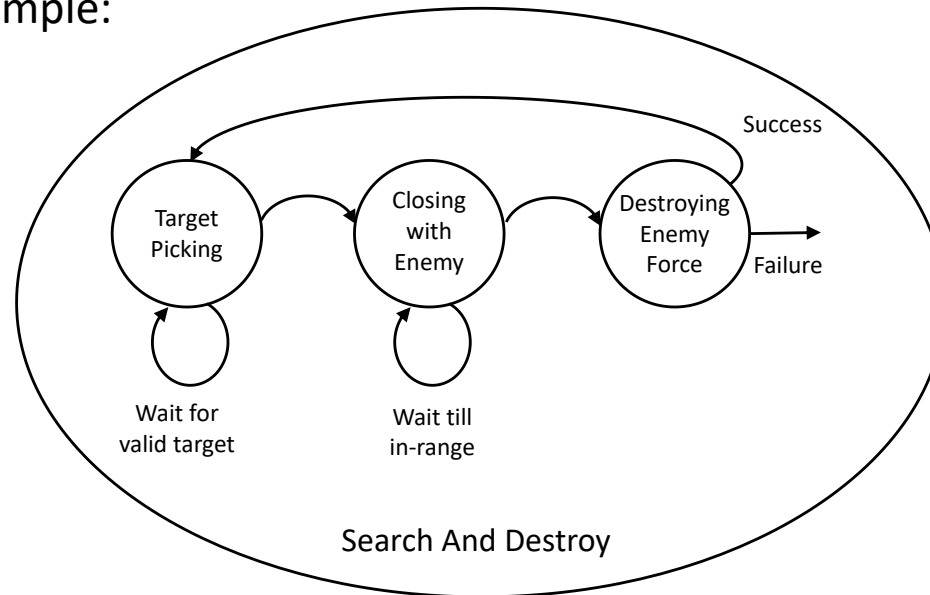 mple:
Success
Target
Picking
Closing
with
Enemy
Destroying
Enemy
Force
Failure
Wait for
valid target
Wait till
in-range
Search And Destroy